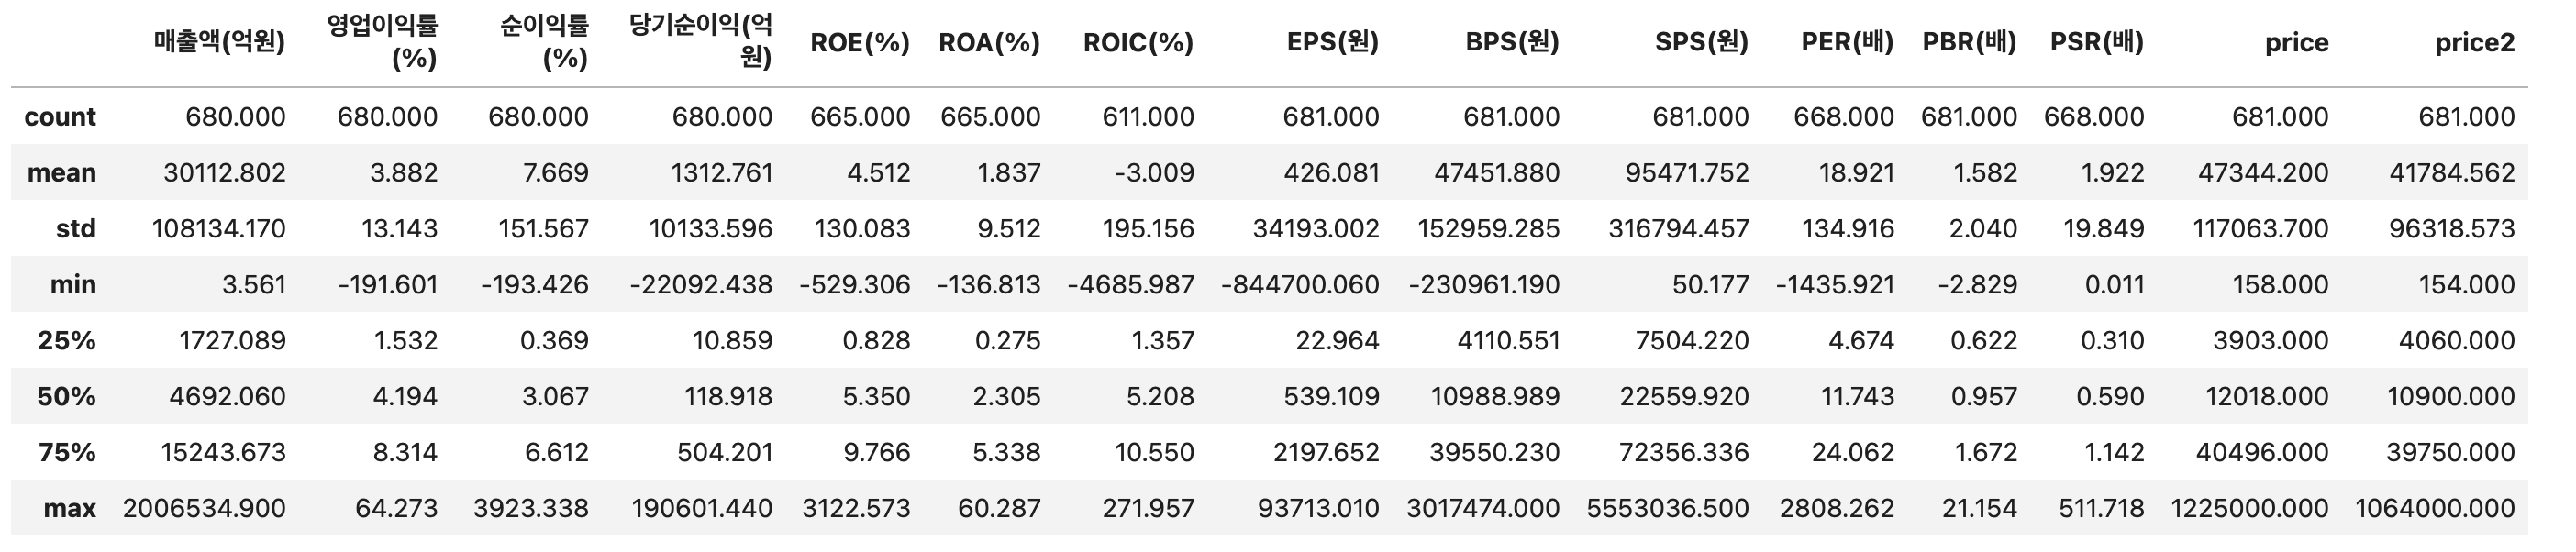 매출액(억원) 영업이익률(%) 순이익률(%) 당기순이익(억원) ROE(%) ROA(%) ROIC(%) EPS(원) BPS(원) SPS(원) PER(배) PBR(배) PSR(배) price price2
count 680.000 680.000 680.000 680.000 665.000 665.000 611.000 681.000 681.000 681.000 668.000 681.000 668.000 681.000 681.000
mean 30112.802 3.882 7.669 1312.761 4.512 1.837 -3.009 426.081 47451.880 95471.752 18.921 1.582 1.922 47344.200 41784.562
std 108134.170 13.143 151.567 10133.596 130.083 9.512 195.156 34193.002 152959.285 316794.457 134.916 2.040 19.849 117063.700 96318.573
min 3.561 -191.601 -193.426 -22092.438 -529.306 -136.813 -4685.987 -844700.060 -230961.190 50.177 -1435.921 -2.829 0.011 158.000 154.000
25% 1727.089 1.532 0.369 10.859 0.828 0.275 1.357 22.964 4110.551 7504.220 4.674 0.622 0.310 3903.000 4060.000
50% 4692.060 4.194 3.067 118.918 5.350 2.305 5.208 539.109 10988.989 22559.920 11.743 0.957 0.590 12018.000 10900.000
75% 15243.673 8.314 6.612 504.201 9.766 5.338 10.550 2197.652 39550.230 72356.336 24.062 1.672 1.142 40496.000 39750.000
max 2006534.900 64.273 3923.338 190601.440 3122.573 60.287 271.957 93713.010 3017474.000 5553036.500 2808.262 21.154 511.718 1225000.000 1064000.000